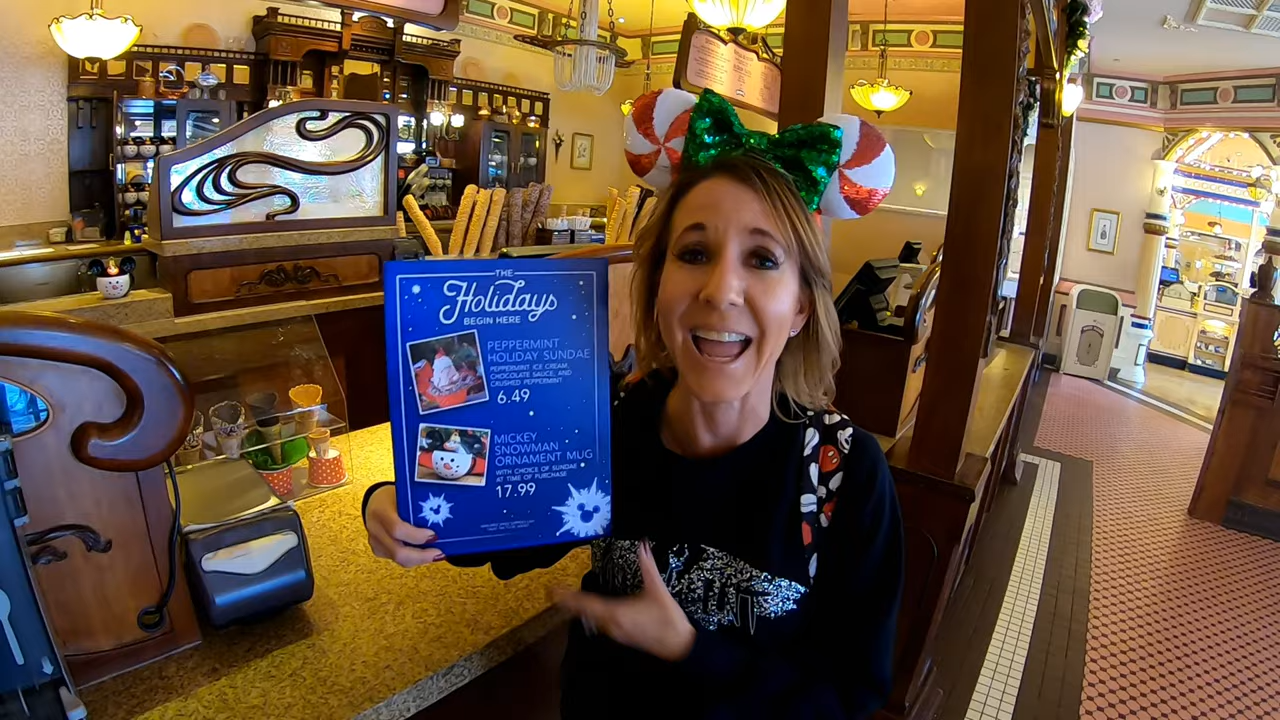 THE
Holidays
BEGIN HERE
PEPPERMINT
HOLIDAY SUNDAE
PEPPERMINT ICE CREAM,
CHOCOLATE SAUCE, AND
CRUSHED PEPPERMINT
6.49
MICKEY
SNOWMAN
ORNAMENT MUG
WITH CHOICE OF SUNDAE
AT TIME OF PURCHASE
17.99